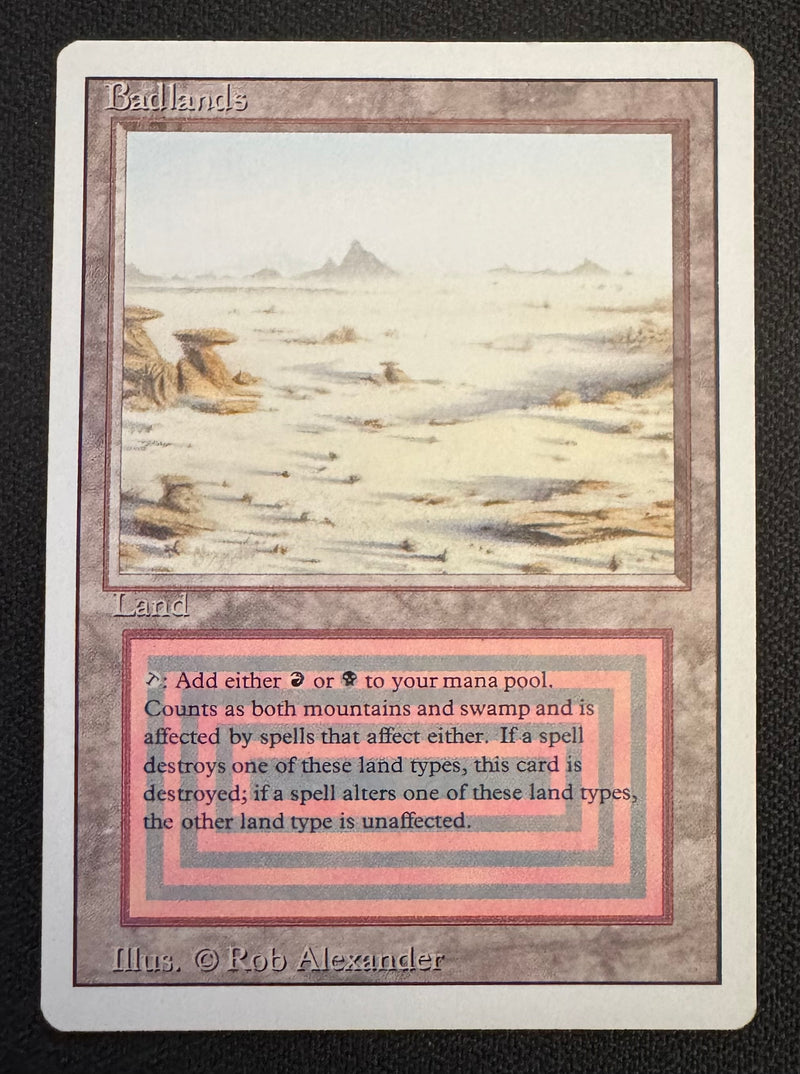 Badlands
Land
T: Add either or to your mana pool.
Counts as both mountains and swamp and is
affected by spells that affect either. If a spell
destroys one of these land types, this card is
destroyed; if a spell alters one of these land types,
the other land type is unaffected.
Illus. © Rob Alexander